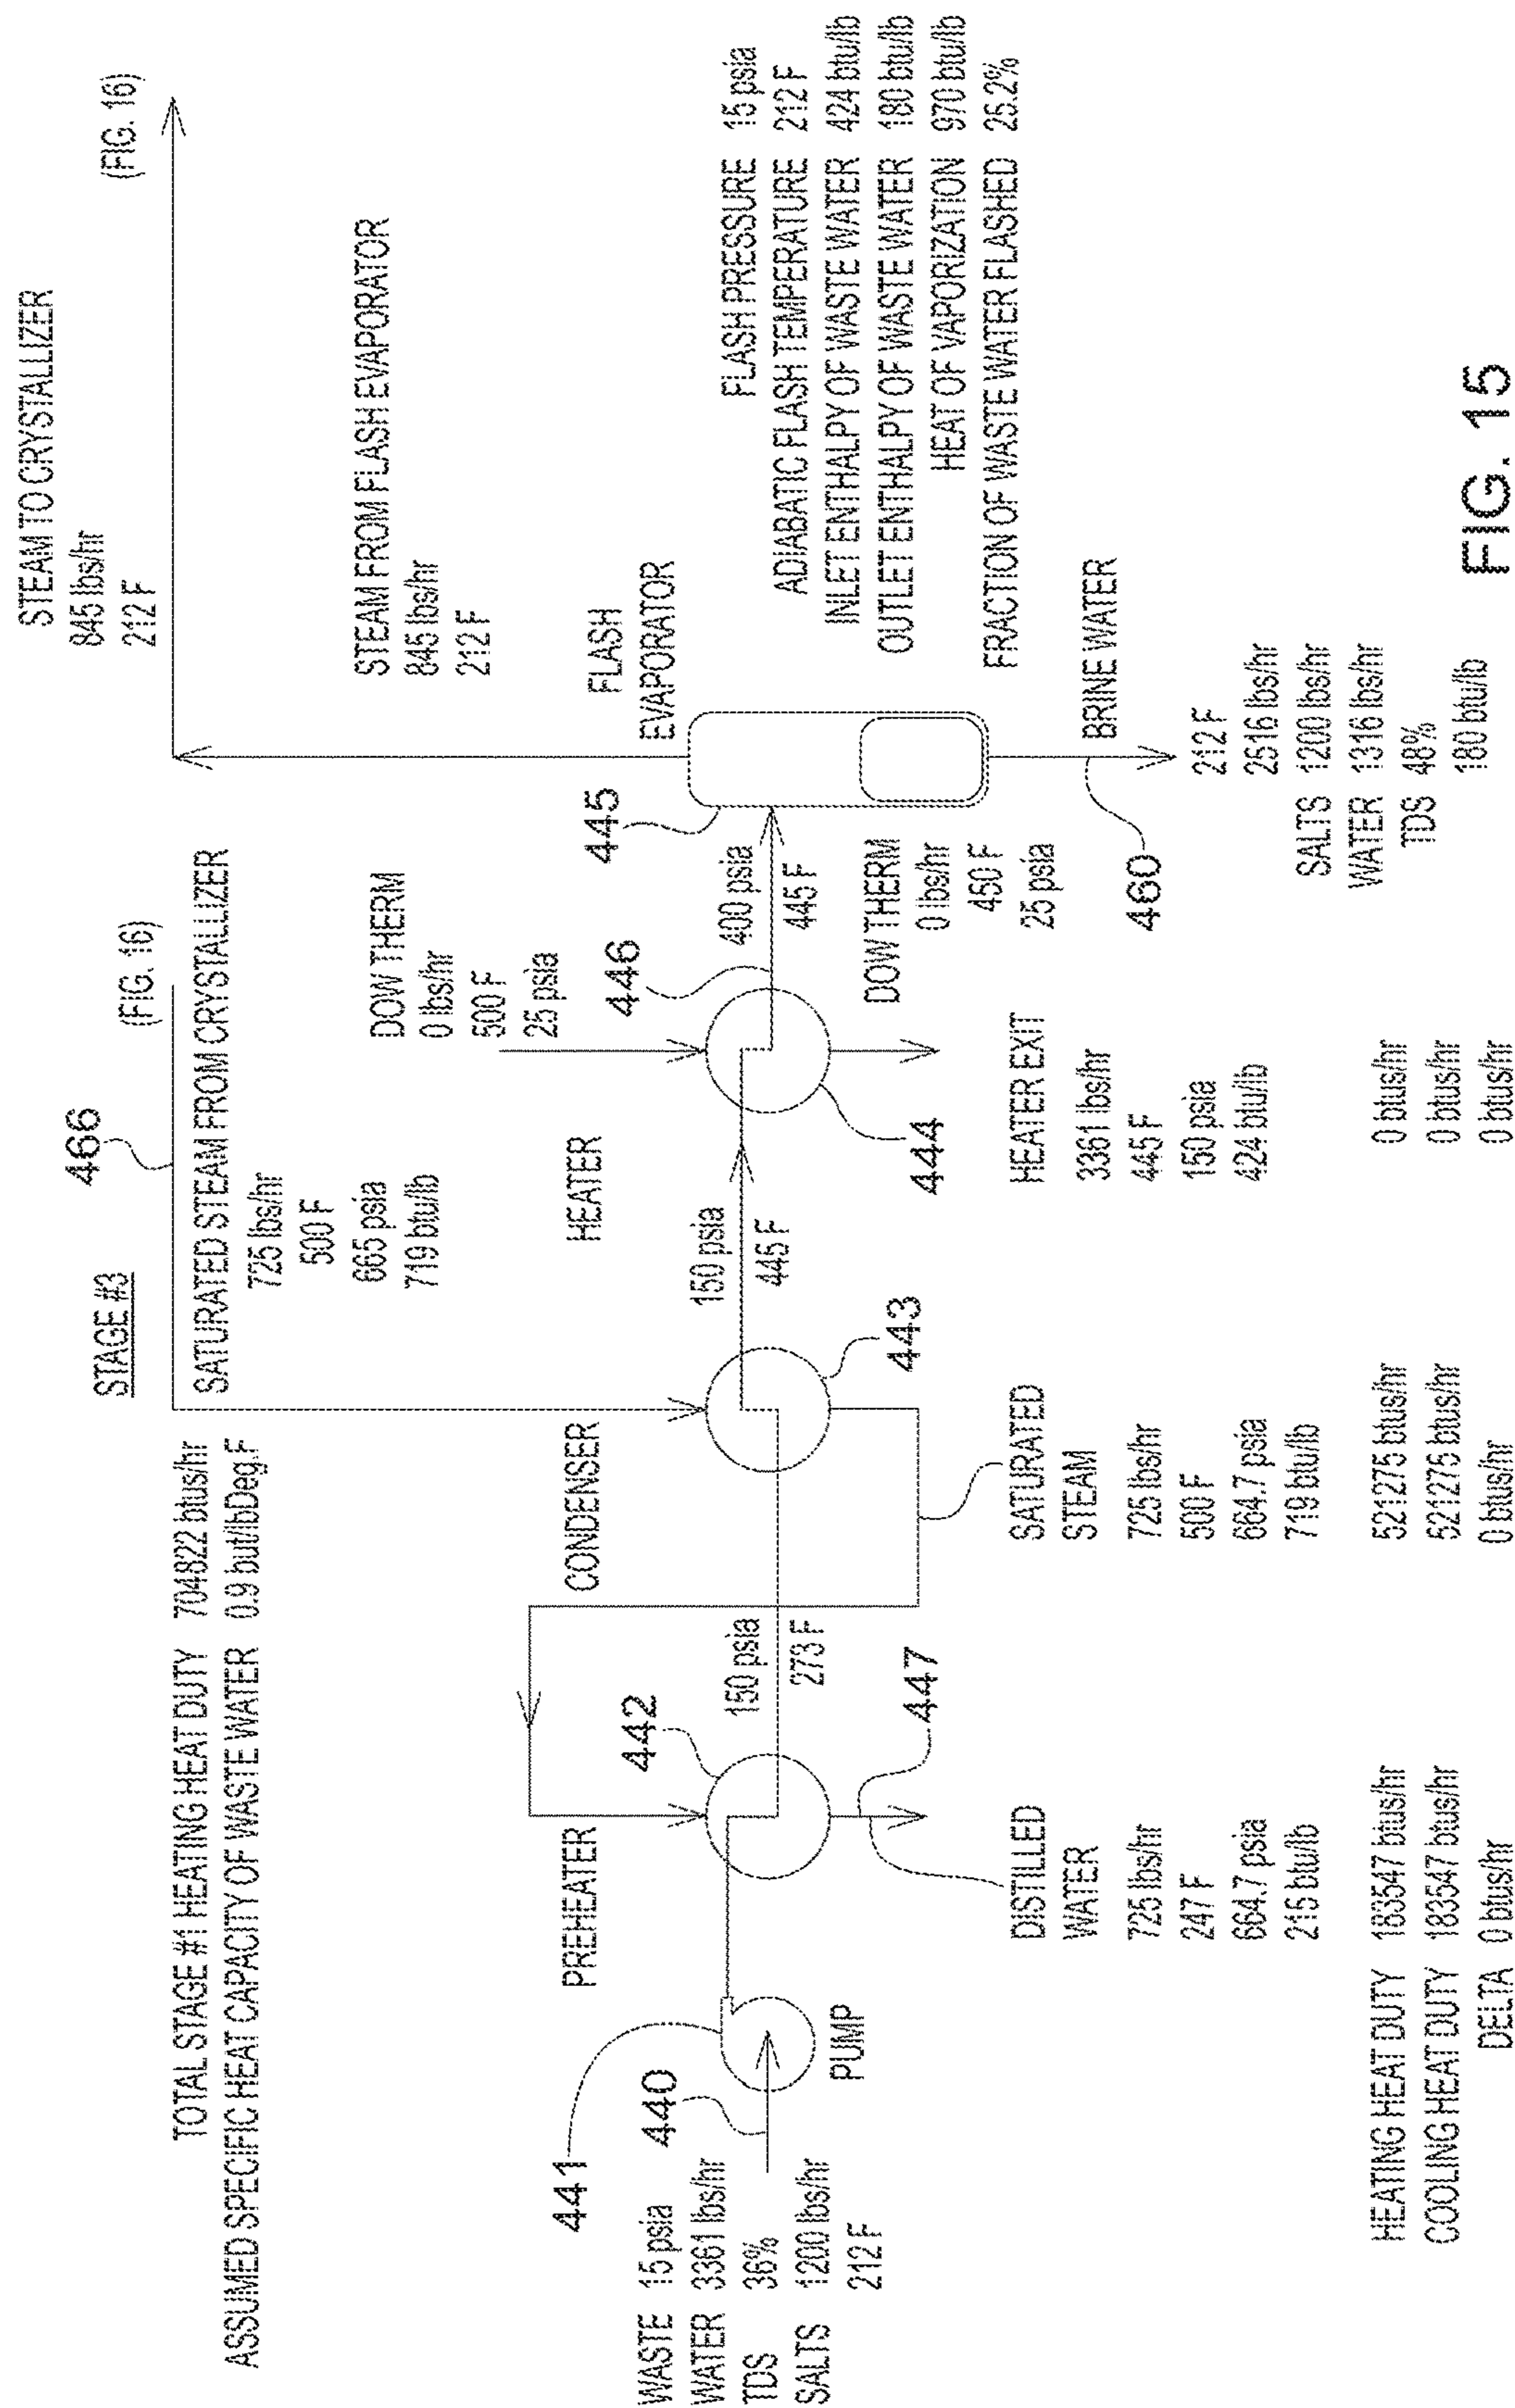 STAGE #3
466
(FIG. 16)
(FIG. 16)
STEAM TO CRYSTALLIZER
845 lbs/hr
212 F
TOTAL STAGE #1 HEATING HEAT DUTY 704822 btus/hr
ASSUMED SPECIFIC HEAT CAPACITY OF WASTE WATER 0.9 but/lbDeg.F
SATURATED STEAM FROM CRYSTALLIZER
725 lbs/hr
500 F
665 psia
719 btu/lb
DOW THERM
0 lbs/hr
500 F
25 psia
STEAM FROM FLASH EVAPORATOR
845 lbs/hr
212 F
441
PREHEATER
CONDENSER
HEATER
FLASH
EVAPORATOR
440
442
446
445
WASTE WATER
15 psia
3361 lbs/hr
TDS 36%
SALTS 1200 lbs/hr
212 F
PUMP
150 psia
273 F
150 psia
445 F
400 psia
445 F
447
443
444
DOW THERM
0 lbs/hr
450 F
25 psia
460
FLASH PRESSURE 15 psia
ADIABATIC FLASH TEMPERATURE 212 F
INLET ENTHALPY OF WASTE WATER 424 btu/lb
OUTLET ENTHALPY OF WASTE WATER 180 btu/lb
HEAT OF VAPORIZATION 970 btu/lb
FRACTION OF WASTE WATER FLASHED 25.2%
DISTILLED
WATER
725 lbs/hr
247 F
664.7 psia
215 btu/lb
SATURATED
STEAM
725 lbs/hr
500 F
664.7 psia
719 btu/lb
HEATER EXIT
3361 lbs/hr
445 F
150 psia
424 btu/lb
BRINE WATER
212 F
2516 lbs/hr
SALTS 1200 lbs/hr
WATER 1316 lbs/hr
TDS 48%
180 btu/lb
HEATING HEAT DUTY 183547 btus/hr 521275 btus/hr 0 btus/hr
COOLING HEAT DUTY 183547 btus/hr 521275 btus/hr 0 btus/hr
DELTA 0 btus/hr 0 btus/hr 0 btus/hr
FIG. 15